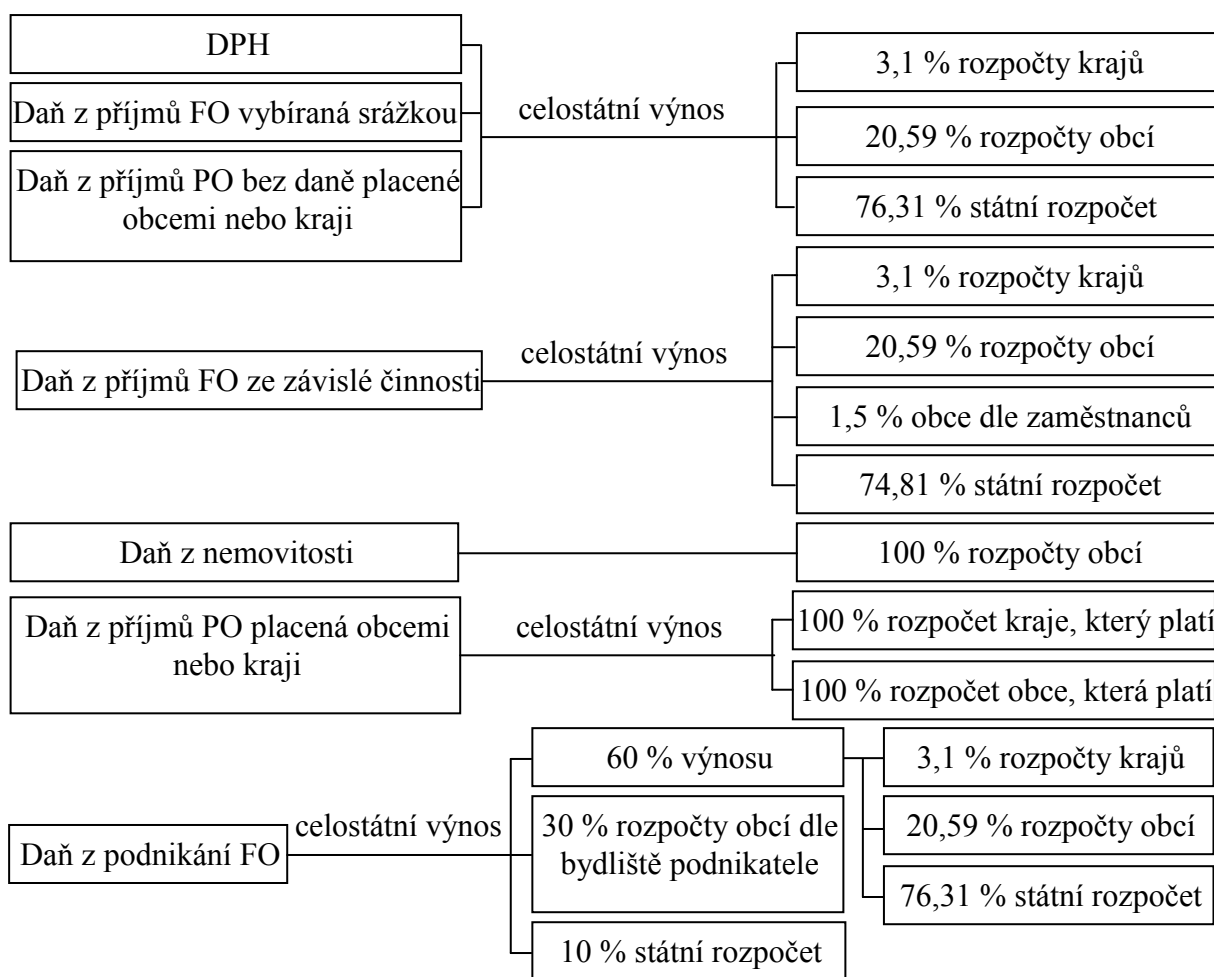 DPH
Daň z příjmů FO vybíraná srážkou
Daň z příjmů PO bez daně placené
obcemi nebo kraji
celostátní výnos
3,1 % rozpočty krajů
20,59 % rozpočty obcí
76,31 % státní rozpočet
Daň z příjmů FO ze závislé činnosti
celostátní výnos
3,1 % rozpočty krajů
20,59 % rozpočty obcí
1,5 % obce dle zaměstnanců
74,81 % státní rozpočet
Daň z nemovitosti
100 % rozpočty obcí
Daň z příjmů PO placená obcemi
nebo kraji
celostátní výnos
100 % rozpočet kraje, který platí
100 % rozpočet obce, která platí
Daň z podnikání FO
celostátní výnos
60 % výnosu
30 % rozpočty obcí dle
bydliště podnikatele
10 % státní rozpočet
3,1 % rozpočty krajů
20,59 % rozpočty obcí
76,31 % státní rozpočet